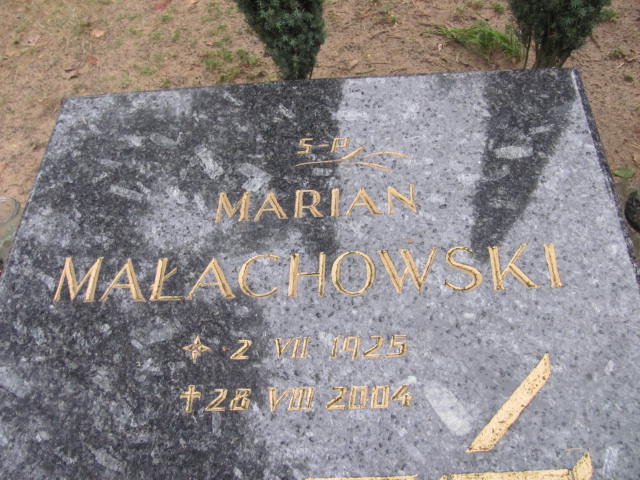 S-P
MARIAN
MAŁACHOWSKI
2 VII 1925
† 28 VIII 2004